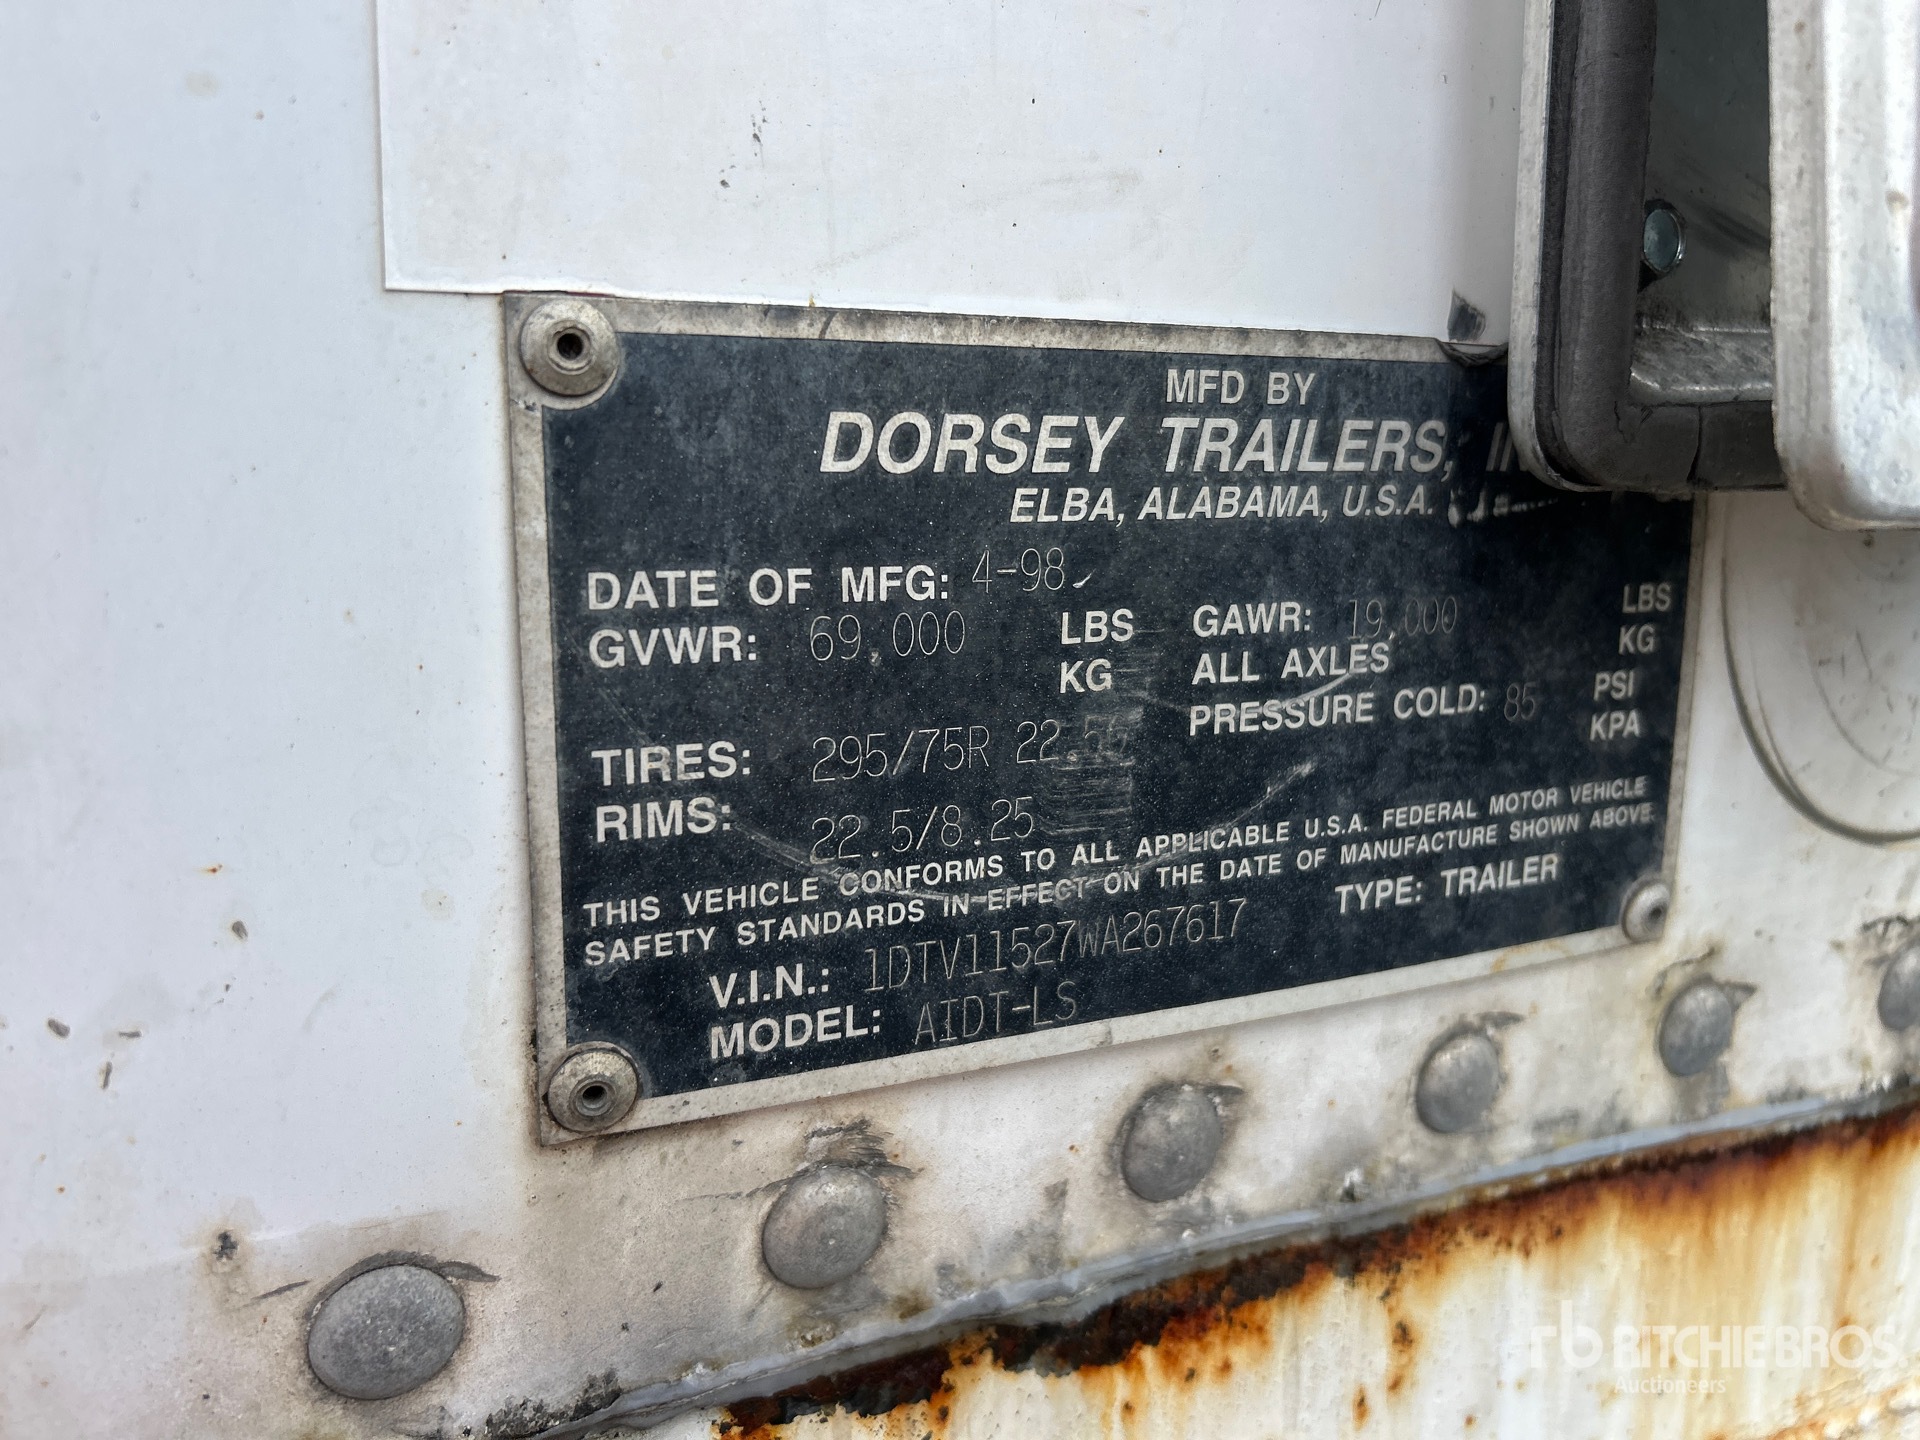 MFD BY
DORSEY TRAILERS,
ELBA, ALABAMA, U.S.A.
DATE OF MFG: 4-98
GVWR: 69,000 LBS GAWR: 19,000 LBS
KG ALL AXLES KG
TIRES: 295/75R PRESSURE COLD: 85 PSI
KPA
RIMS: 22.5/8.25
THIS VEHICLE CONFORMS TO ALL APPLICABLE U.S.A. FEDERAL MOTOR VEHICLE
SAFETY STANDARDS IN EFFECT ON THE DATE OF MANUFACTURE SHOWN ABOVE.
V.I.N.: 1DTV11527WA267617 TYPE: TRAILER
MODEL: AIDT-LS
rb RITCHIE BROS.
Auctioneers